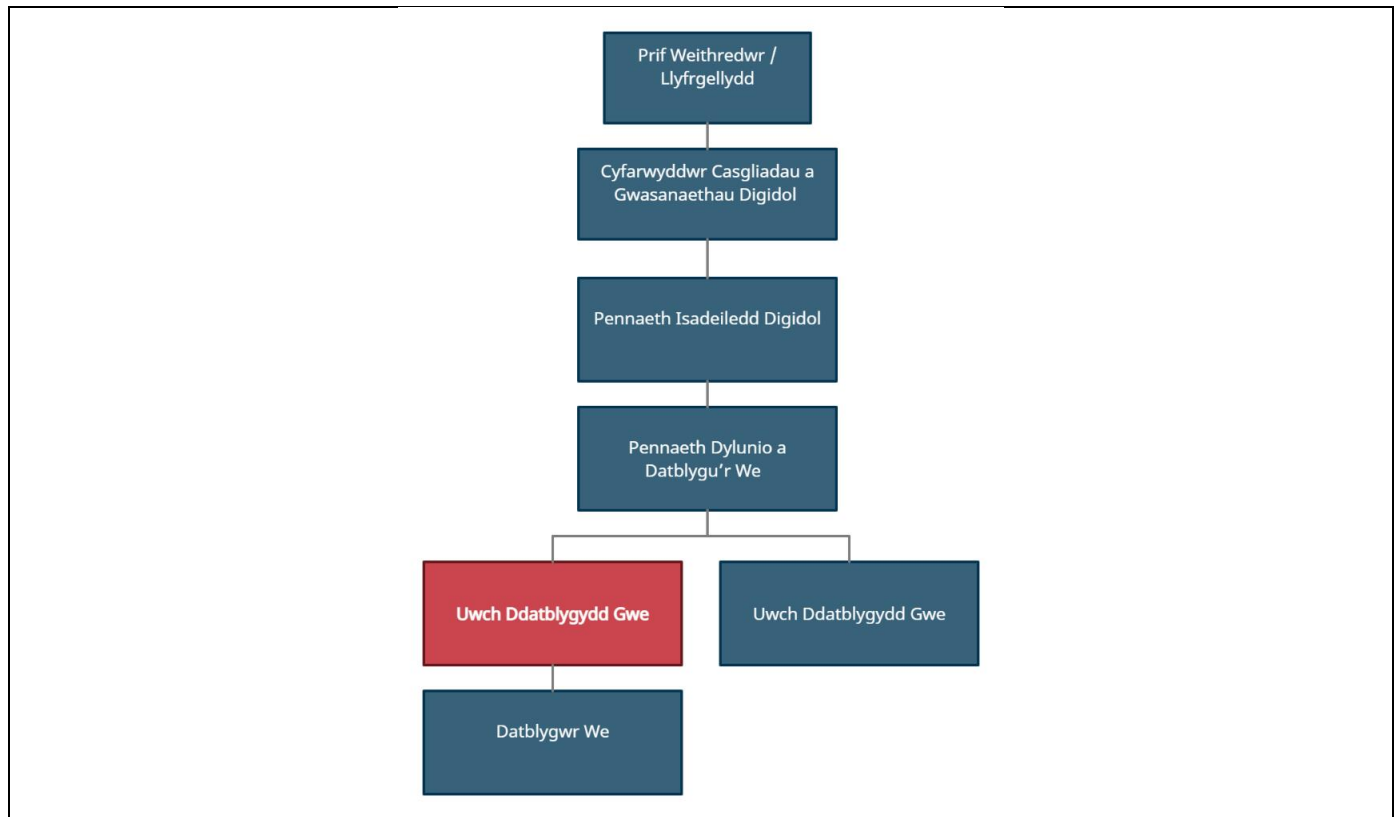 Prif Weithredwr /
Llyfrgellydd
Cyfarwyddwr Casgliadau a
Gwasanaethau Digidol
Pennaeth Isadeiledd Digidol
Pennaeth Dylunio a
Datblygu’r We
Uwch Ddatblygydd Gwe
Uwch Ddatblygydd Gwe
Datblygwr We